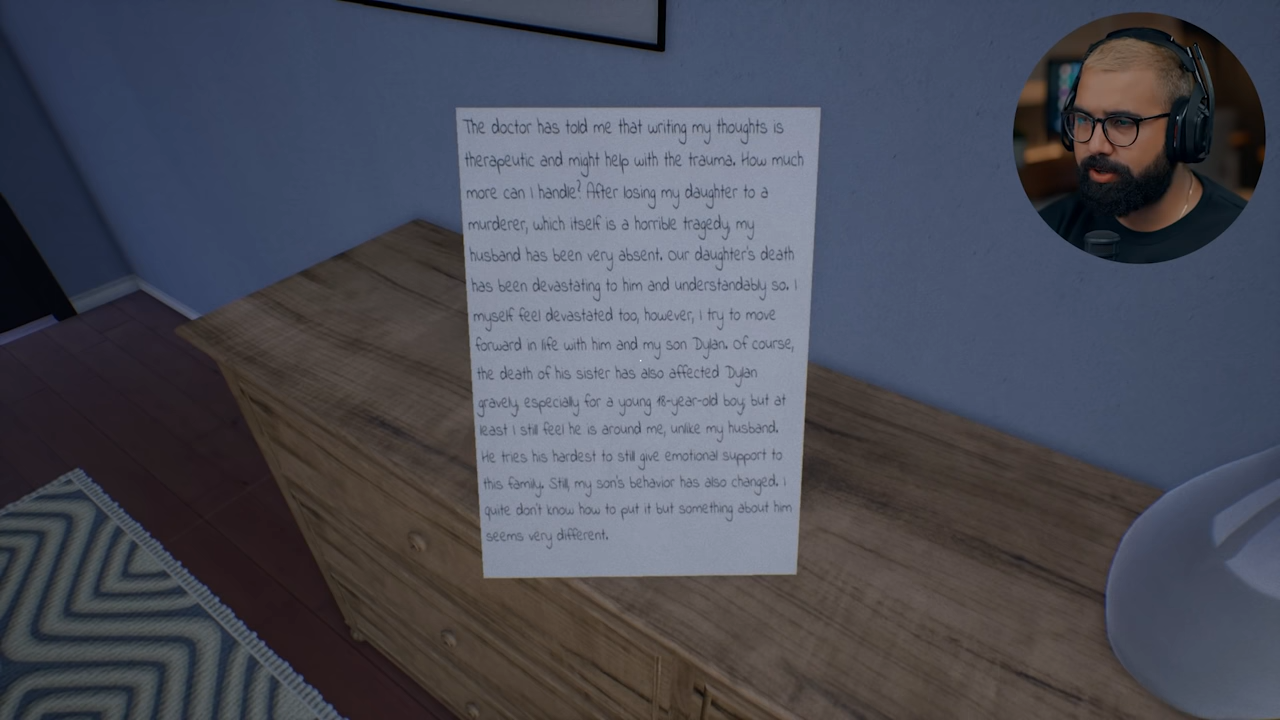 The doctor has told me that writing my thoughts is
therapeutic and might help with the trauma. How much
more can I handle? After losing my daughter to a
murderer, which itself is a horrible tragedy, my
husband has been very absent. Our daughter's death
has been devastating to him and understandably so. I
myself feel devastated too, however, I try to move
forward in life with him and my son Dylan. Of course,
the death of his sister has also affected Dylan
gravely, especially for a young 18-year-old boy, but at
least I still feel he is around me, unlike my husband.
He tries his hardest to still give emotional support to
this family. Still, my son's behavior has also changed. I
quite don't know how to put it but something about him
seems very different.